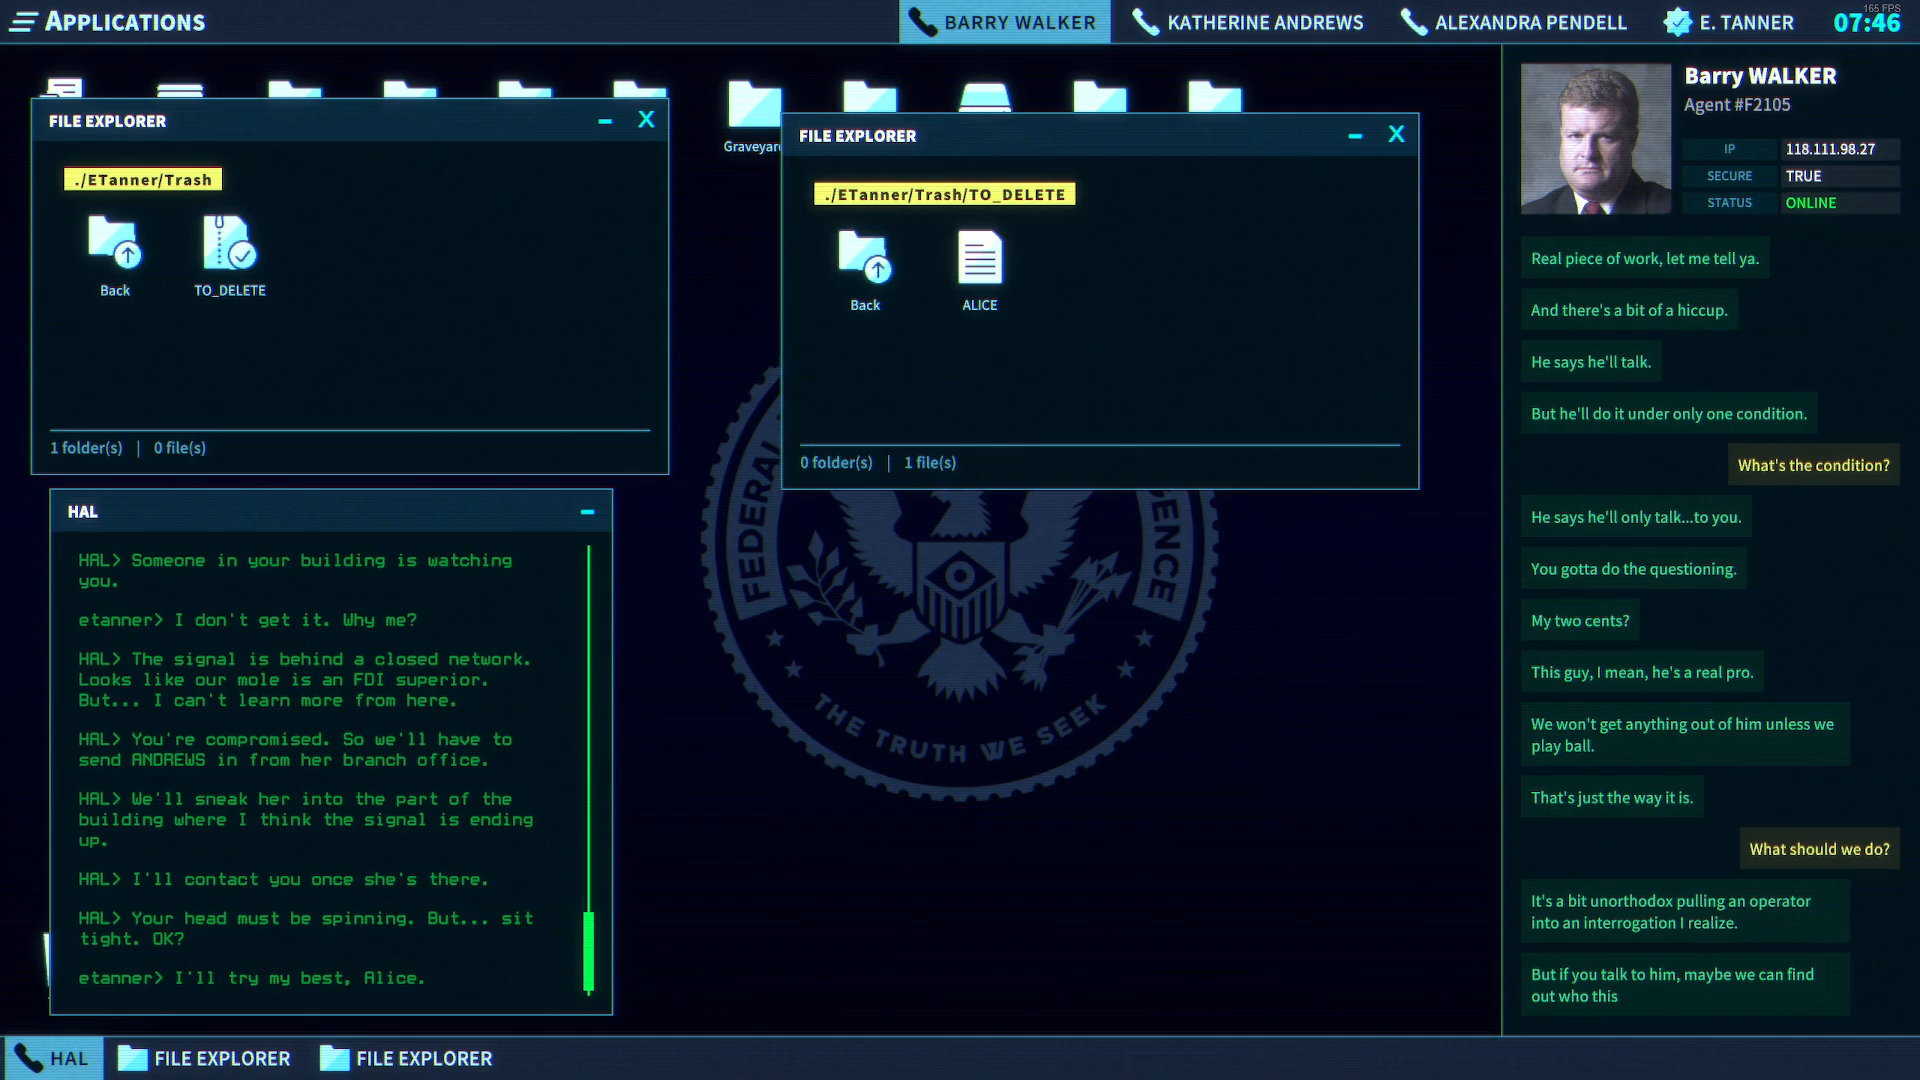 APPLICATIONS
BARRY WALKER
KATHERINE ANDREWS
ALEXANDRA PENDELL
E. TANNER
165 FPS
07:46
Graveyard
FILE EXPLORER
X
./ETanner/Trash
Back
TO_DELETE
1 folder(s) | 0 file(s)
FILE EXPLORER
X
./ETanner/Trash/TO_DELETE
Back
ALICE
0 folder(s) | 1 file(s)
FEDERAL
THE TRUTH WE SEEK
HAL
HAL> Someone in your building is watching
you.
etanner> I don't get it. Why me?
HAL> The signal is behind a closed network.
Looks like our mole is an FDI superior.
But... I can't learn more from here.
HAL> You're compromised. So we'll have to
send ANDREWS in from her branch office.
HAL> We'll sneak her into the part of the
building where I think the signal is ending
up.
HAL> I'll contact you once she's there.
HAL> Your head must be spinning. But... sit
tight. OK?
etanner> I'll try my best, Alice.
Barry WALKER
Agent #F2105
IP 118.111.98.27
SECURE TRUE
STATUS ONLINE
Real piece of work, let me tell ya.
And there's a bit of a hiccup.
He says he'll talk.
But he'll do it under only one condition.
What's the condition?
He says he'll only talk...to you.
You gotta do the questioning.
My two cents?
This guy, I mean, he's a real pro.
We won't get anything out of him unless we
play ball.
That's just the way it is.
What should we do?
It's a bit unorthodox pulling an operator
into an interrogation I realize.
But if you talk to him, maybe we can find
out who this
HAL
FILE EXPLORER
FILE EXPLORER